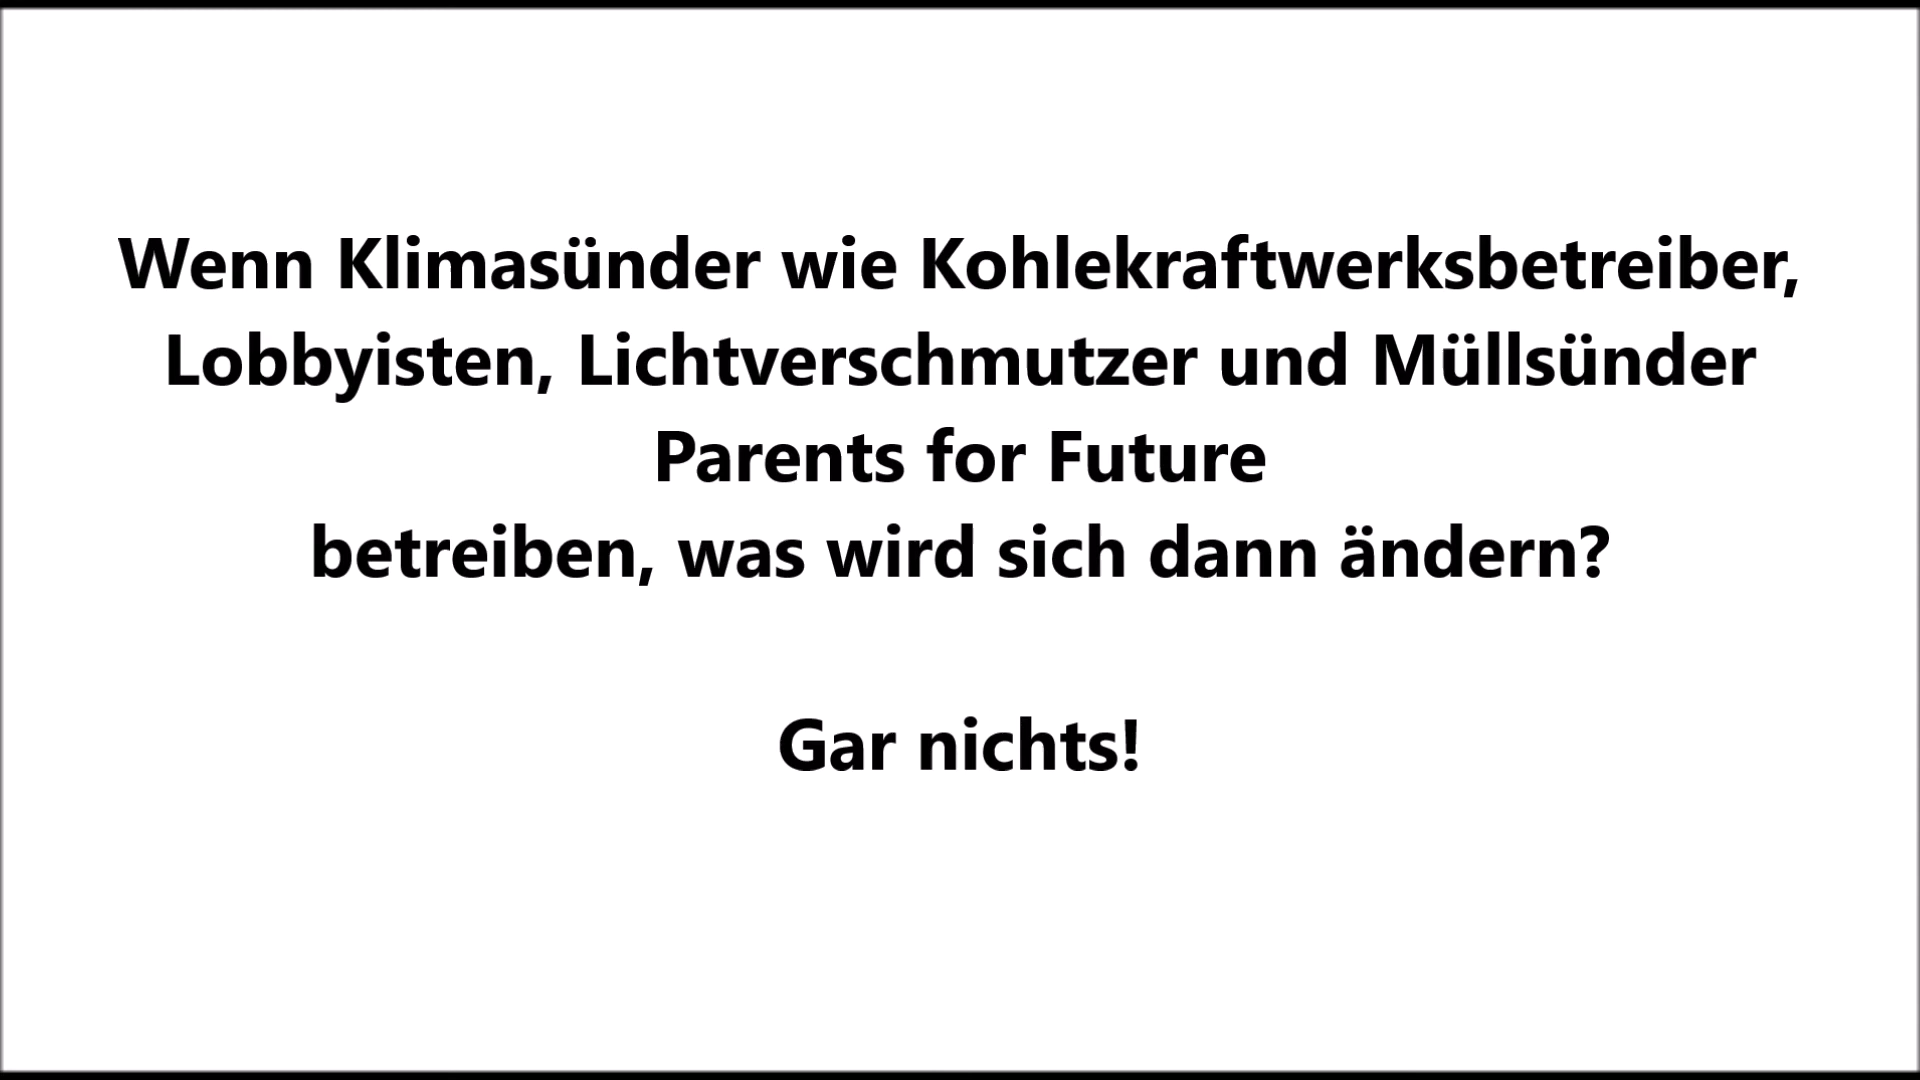 Wenn Klimasünder wie Kohlekraftwerksbetreiber,
Lobbyisten, Lichtverschmutzer und Müllsünder
Parents for Future
betreiben, was wird sich dann ändern?
Gar nichts!